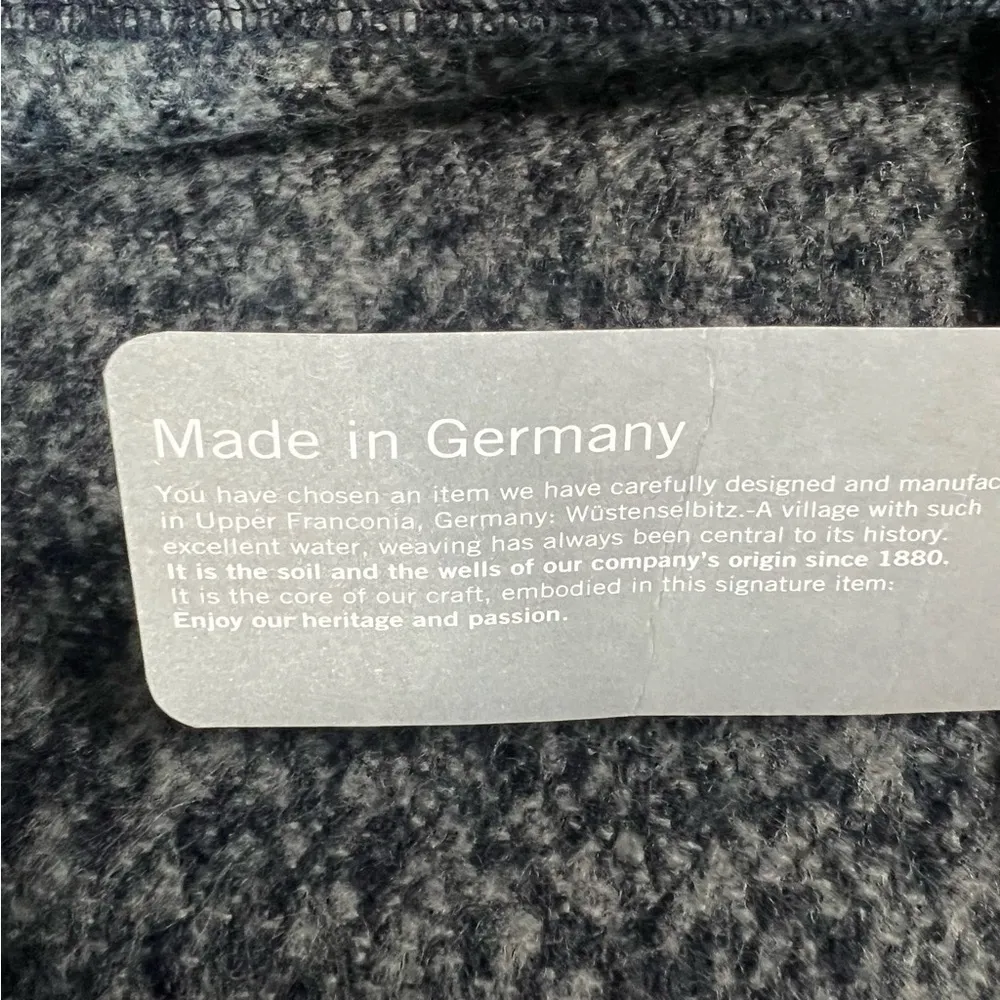 Made in Germany
You have chosen an item we have carefully designed and manufac
in Upper Franconia, Germany: Wüstenselbitz.-A village with such
excellent water, weaving has always been central to its history.
It is the soil and the wells of our company's origin since 1880.
It is the core of our craft, embodied in this signature item:
Enjoy our heritage and passion.